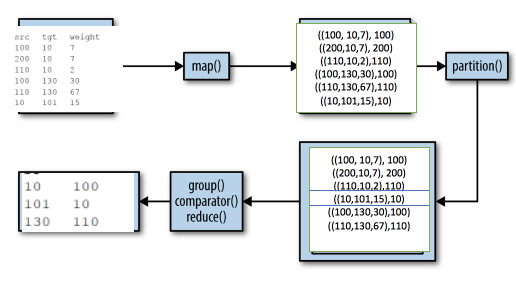 src tgt weight
100 10 7
200 10 7
110 10 2
100 130 30
110 130 67
10 101 15
map()
((100, 10,7), 100)
((200,10,7), 200)
((110,10,2),110)
((100,130,30),100)
((110,130,67),110)
((10,101,15),10)
partition()
((100, 10,7), 100)
((200,10,7), 200)
((110,10,2),110)
((10,101,15),10)
((100,130,30),100)
((110,130,67),110)
group()
comparator()
reduce()
10 100
101 10
130 110